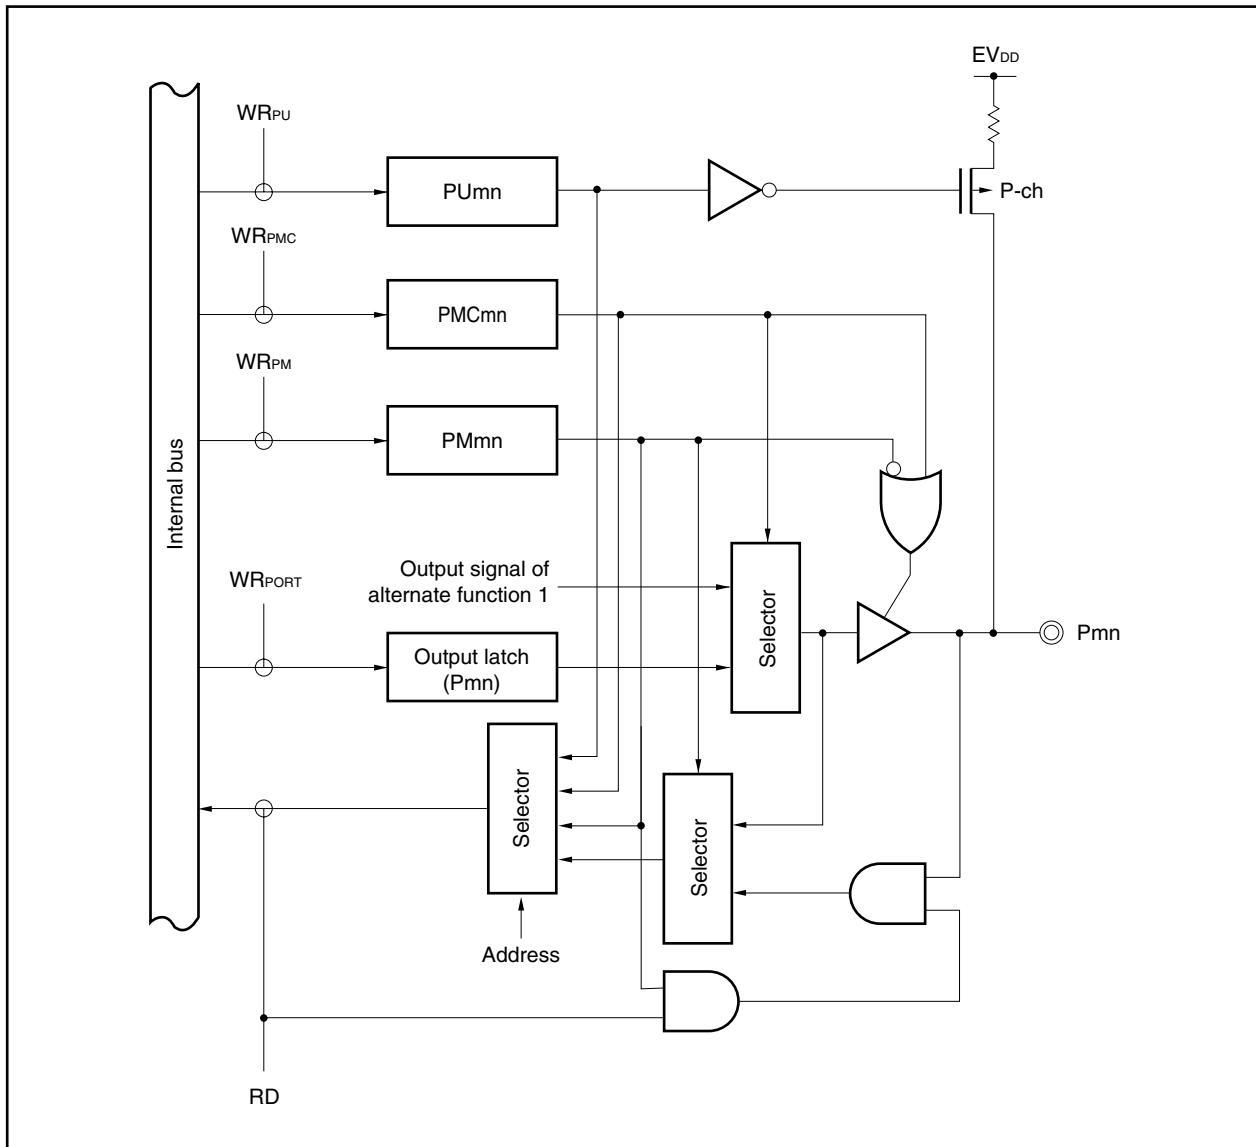 EVDD
WRPU
PUmn
P-ch
WRPMC
PMCmn
WRPM
PMmn
Internal bus
Output signal of
alternate function 1
WRPORT
Selector
Output latch
(Pmn)
Pmn
Selector
Selector
Address
RD